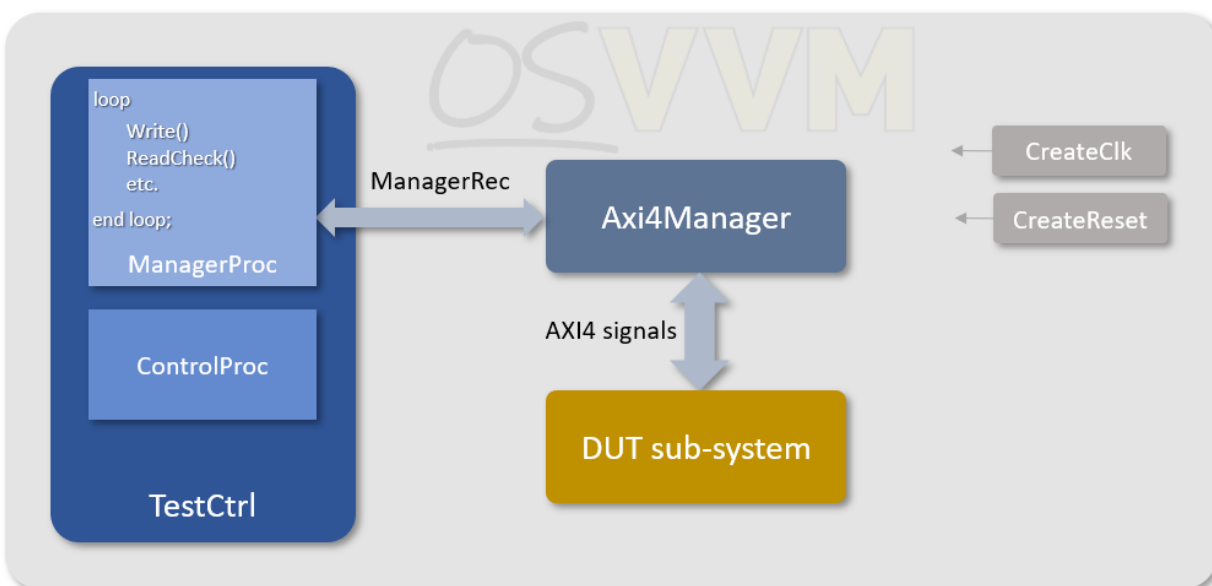 OSVVM
loop
Write()
ReadCheck()
etc.
end loop;
ManagerProc
ControlProc
TestCtrl
ManagerRec
Axi4Manager
AXI4 signals
DUT sub-system
CreateClk
CreateReset